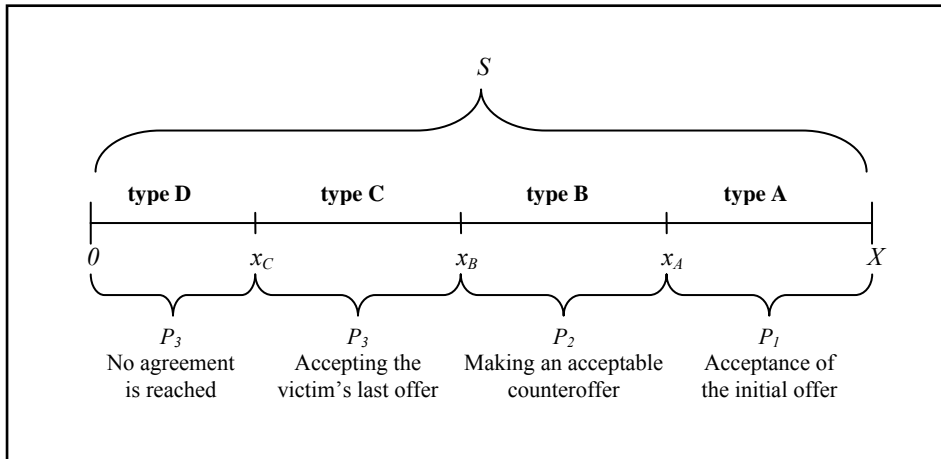 S
type D type C type B type A
0 x_C x_B x_A X
P_3 P_3 P_2 P_1
No agreement Accepting the Making an acceptable Acceptance of
is reached victim’s last offer counteroffer the initial offer